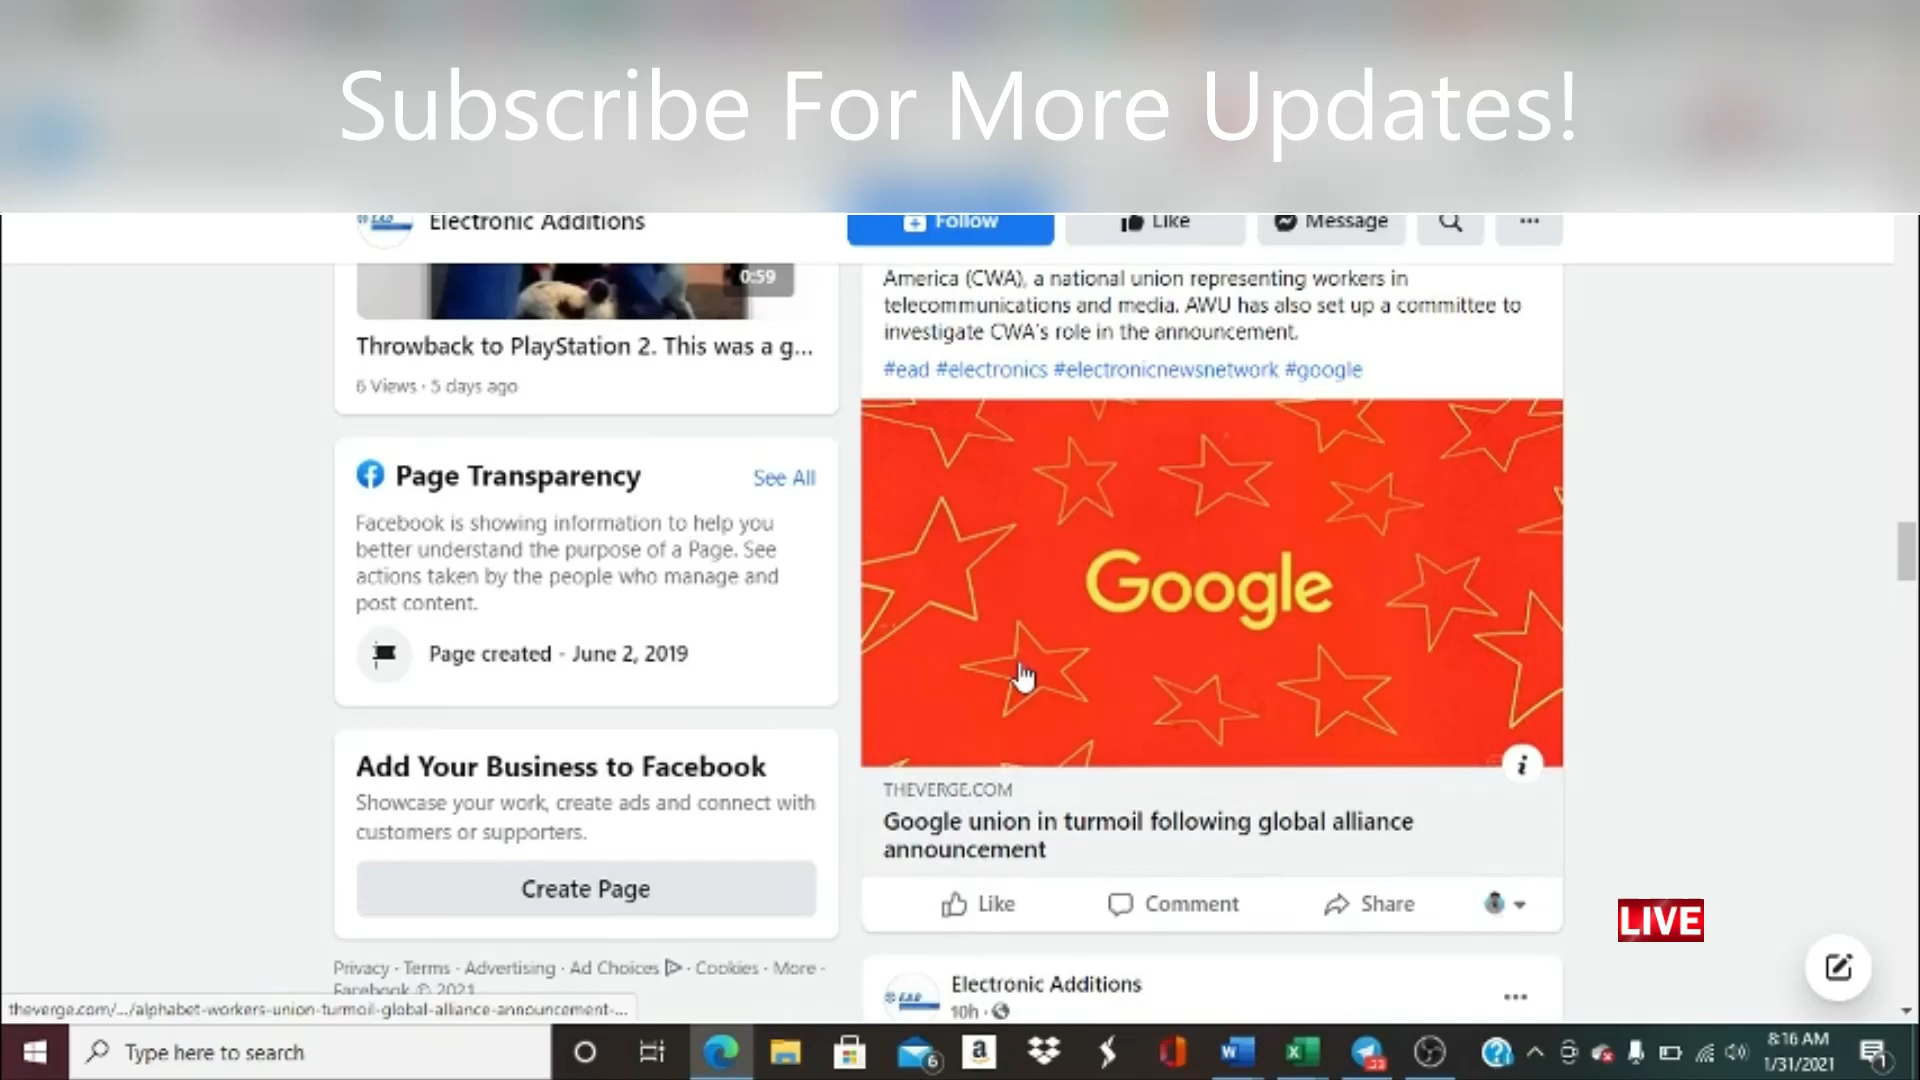 Subscribe For More Updates!
Electronic Additions
Follow
Like
Message
0:59
Throwback to PlayStation 2. This was a g...
6 Views · 5 days ago
Page Transparency
See All
Facebook is showing information to help you
better understand the purpose of a Page. See
actions taken by the people who manage and
post content.
Page created - June 2, 2019
Add Your Business to Facebook
Showcase your work, create ads and connect with
customers or supporters.
Create Page
Privacy · Terms · Advertising · Ad Choices · Cookies · More ·
Facebook © 2021
America (CWA), a national union representing workers in
telecommunications and media. AWU has also set up a committee to
investigate CWA's role in the announcement.
#ead #electronics #electronicnewsnetwork #google
Google
THEVERGE.COM
Google union in turmoil following global alliance
announcement
Like
Comment
Share
LIVE
EAD
Electronic Additions
10h
theverge.com/.../alphabet-workers-union-turmoil-global-alliance-announcement-...
Type here to search
6
8:16 AM
1/31/2021
1